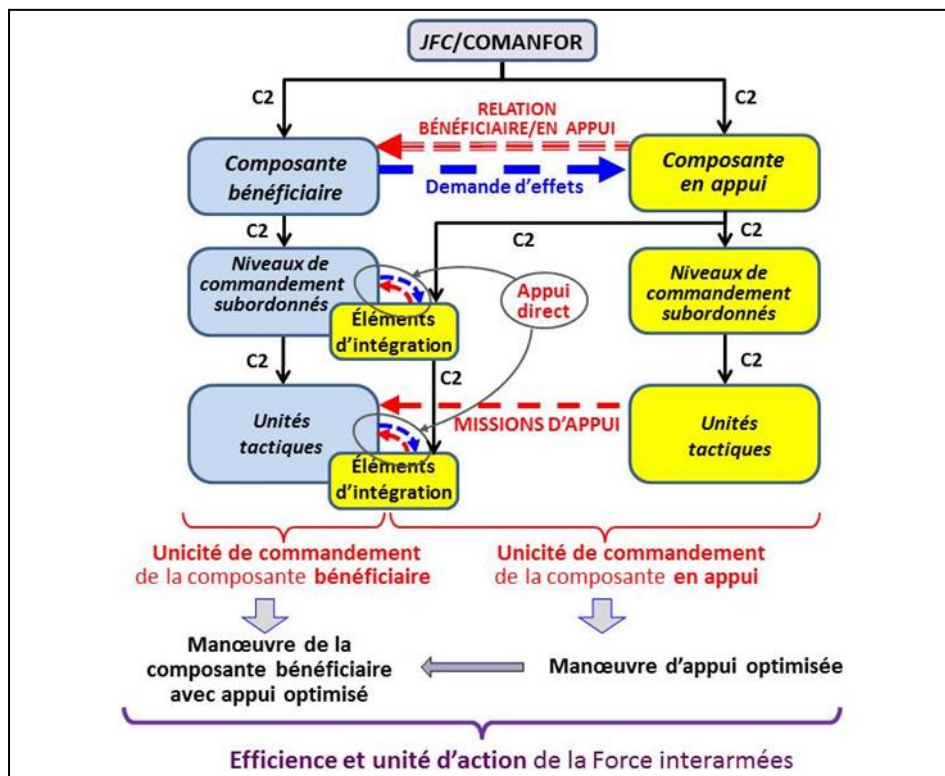 JFC/COMANFOR
C2
C2
RELATION
BÉNÉFICIAIRE/EN APPUI
Composante
bénéficiaire
Demande d'effets
Composante
en appui
C2
C2
C2
Niveaux de
commandement
subordonnés
Appui
direct
Niveaux de
commandement
subordonnés
Éléments
d'intégration
C2
C2
C2
Unités
tactiques
MISSIONS D'APPUI
Unités
tactiques
Éléments
d'intégration
Unicité de commandement
de la composante bénéficiaire
Unicité de commandement
de la composante en appui
Manœuvre de la
composante bénéficiaire
avec appui optimisé
Manœuvre d'appui optimisée
Efficience et unité d'action de la Force interarmées